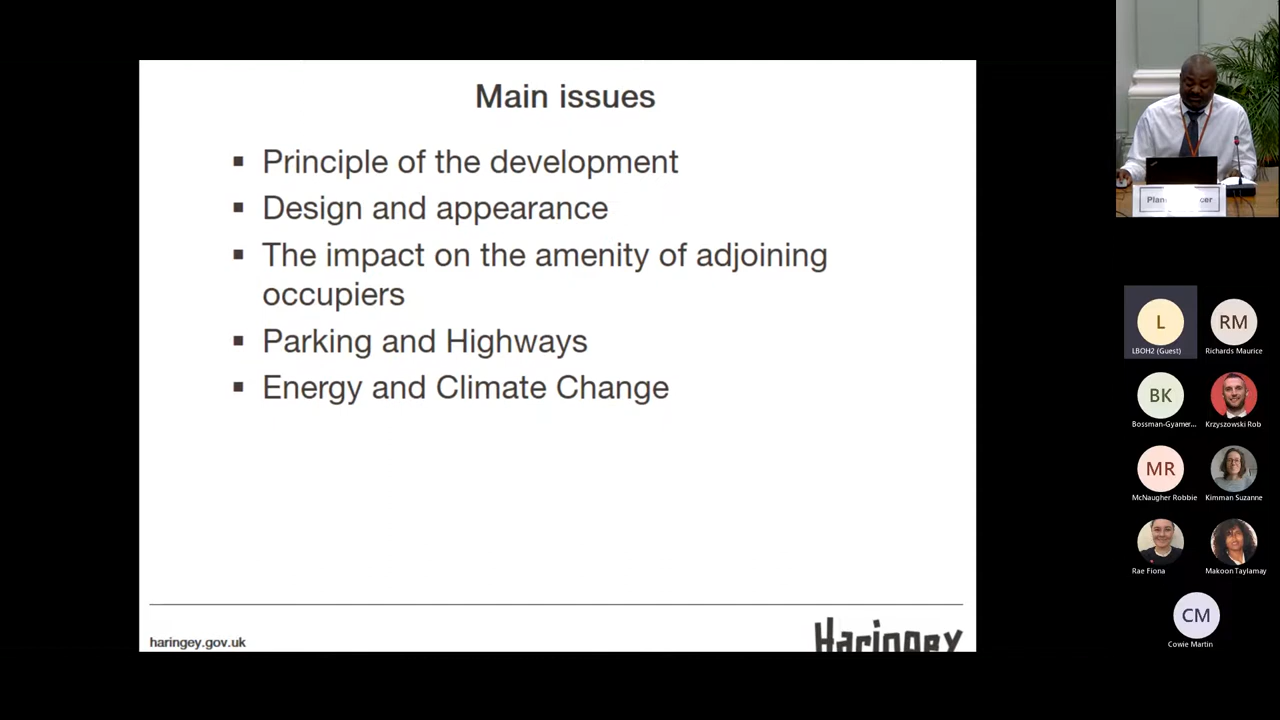 Main issues
▪ Principle of the development
▪ Design and appearance
▪ The impact on the amenity of adjoining
occupiers
▪ Parking and Highways
▪ Energy and Climate Change
haringey.gov.uk
Haringey
L
LBOH2 (Guest)
RM
Richards Maurice
BK
Bossman-Gyamer...
Krzyszowski Rob
MR
McNaugher Robbie
Kimman Suzanne
Rae Fiona
Makoon Taylamay
CM
Cowie Martin